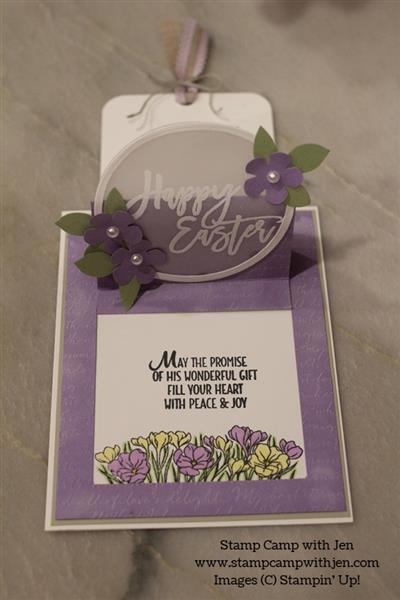 Happy
Easter
MAY THE PROMISE
OF HIS WONDERFUL GIFT
FILL YOUR HEART
WITH PEACE & JOY
Stamp Camp with Jen
www.stampcampwithjen.com
Images (C) Stampin' Up!